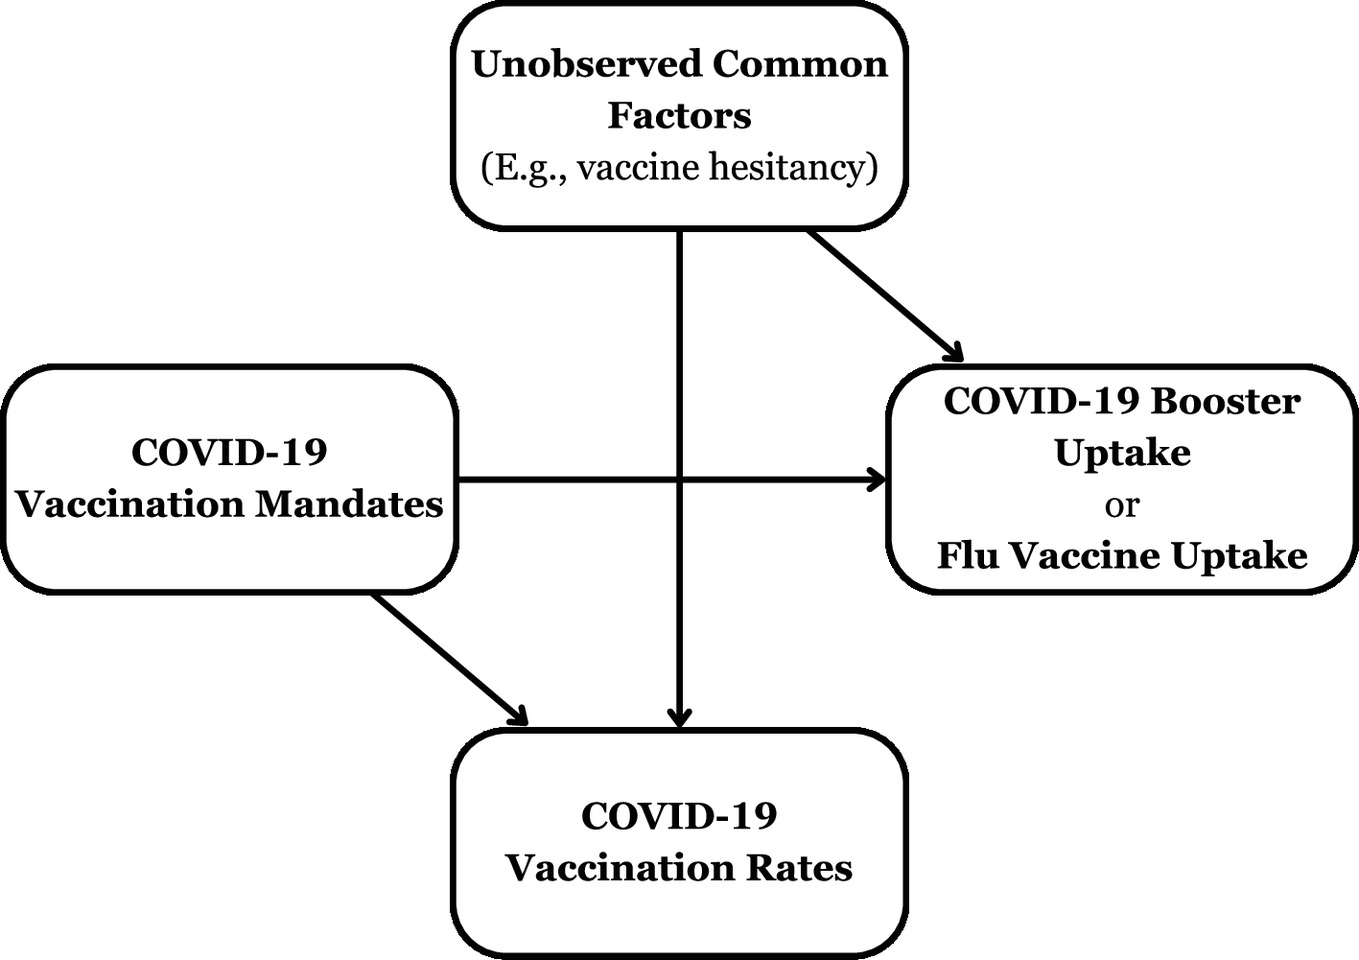 Unobserved Common
Factors
(E.g., vaccine hesitancy)
COVID-19
Vaccination Mandates
COVID-19 Booster
Uptake
or
Flu Vaccine Uptake
COVID-19
Vaccination Rates